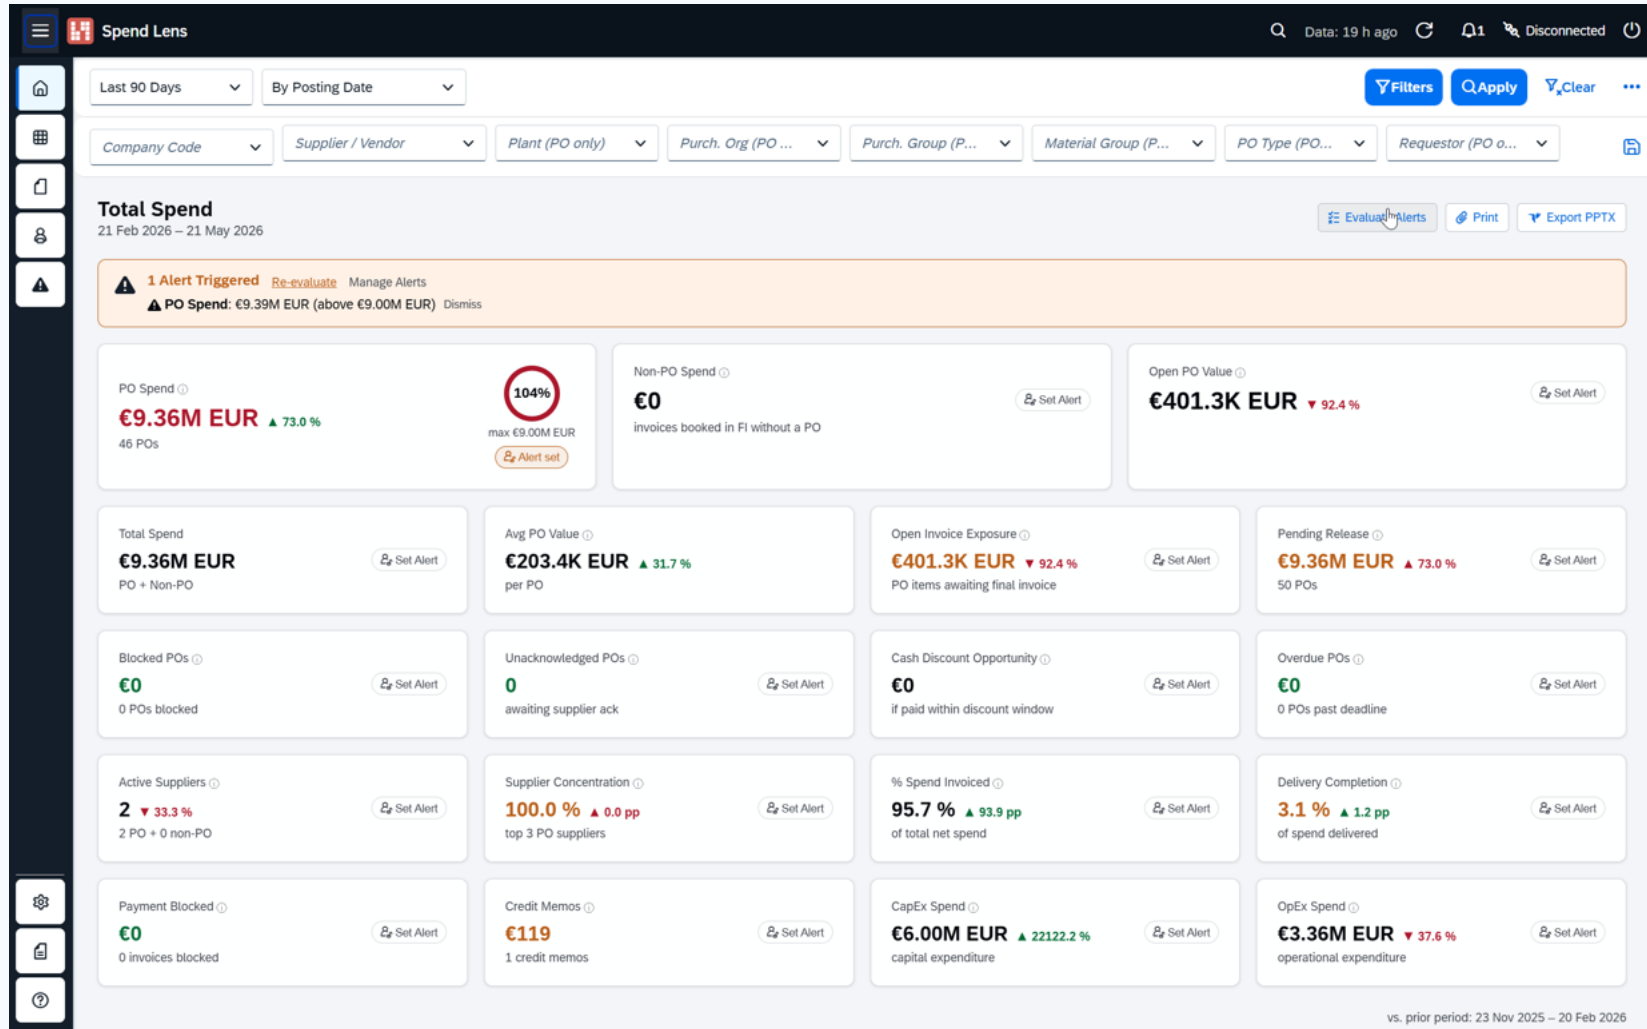 Spend Lens
Data: 19 h ago
1
Disconnected
Last 90 Days
By Posting Date
Filters
Apply
Clear
Company Code
Supplier / Vendor
Plant (PO only)
Purch. Org (PO ...
Purch. Group (P...
Material Group (P...
PO Type (PO...
Requestor (PO o...
Total Spend
21 Feb 2026 – 21 May 2026
Alerts
Print
Export PPTX
1 Alert Triggered Re-evaluate Manage Alerts
PO Spend: €9.39M EUR (above €9.00M EUR) Dismiss
PO Spend
€9.36M EUR ▲ 73.0 %
46 POs
104%
max €9.00M EUR
Alert set
Non-PO Spend
€0
invoices booked in FI without a PO
Set Alert
Open PO Value
€401.3K EUR ▼ 92.4 %
Set Alert
Total Spend
€9.36M EUR
PO + Non-PO
Set Alert
Avg PO Value
€203.4K EUR ▲ 31.7 %
per PO
Open Invoice Exposure
€401.3K EUR ▼ 92.4 %
PO items awaiting final invoice
Set Alert
Pending Release
€9.36M EUR ▲ 73.0 %
50 POs
Set Alert
Blocked POs
€0
0 POs blocked
Set Alert
Unacknowledged POs
0
awaiting supplier ack
Set Alert
Cash Discount Opportunity
€0
if paid within discount window
Set Alert
Overdue POs
€0
0 POs past deadline
Set Alert
Active Suppliers
2 ▼ 33.3 %
2 PO + 0 non-PO
Set Alert
Supplier Concentration
100.0 % ▲ 0.0 pp
top 3 PO suppliers
Set Alert
% Spend Invoiced
95.7 % ▲ 93.9 pp
of total net spend
Set Alert
Delivery Completion
3.1 % ▲ 1.2 pp
of spend delivered
Set Alert
Payment Blocked
€0
0 invoices blocked
Set Alert
Credit Memos
€119
1 credit memos
Set Alert
CapEx Spend
€6.00M EUR ▲ 22122.2 %
capital expenditure
Set Alert
OpEx Spend
€3.36M EUR ▼ 37.6 %
operational expenditure
Set Alert
vs. prior period: 23 Nov 2025 – 20 Feb 2026